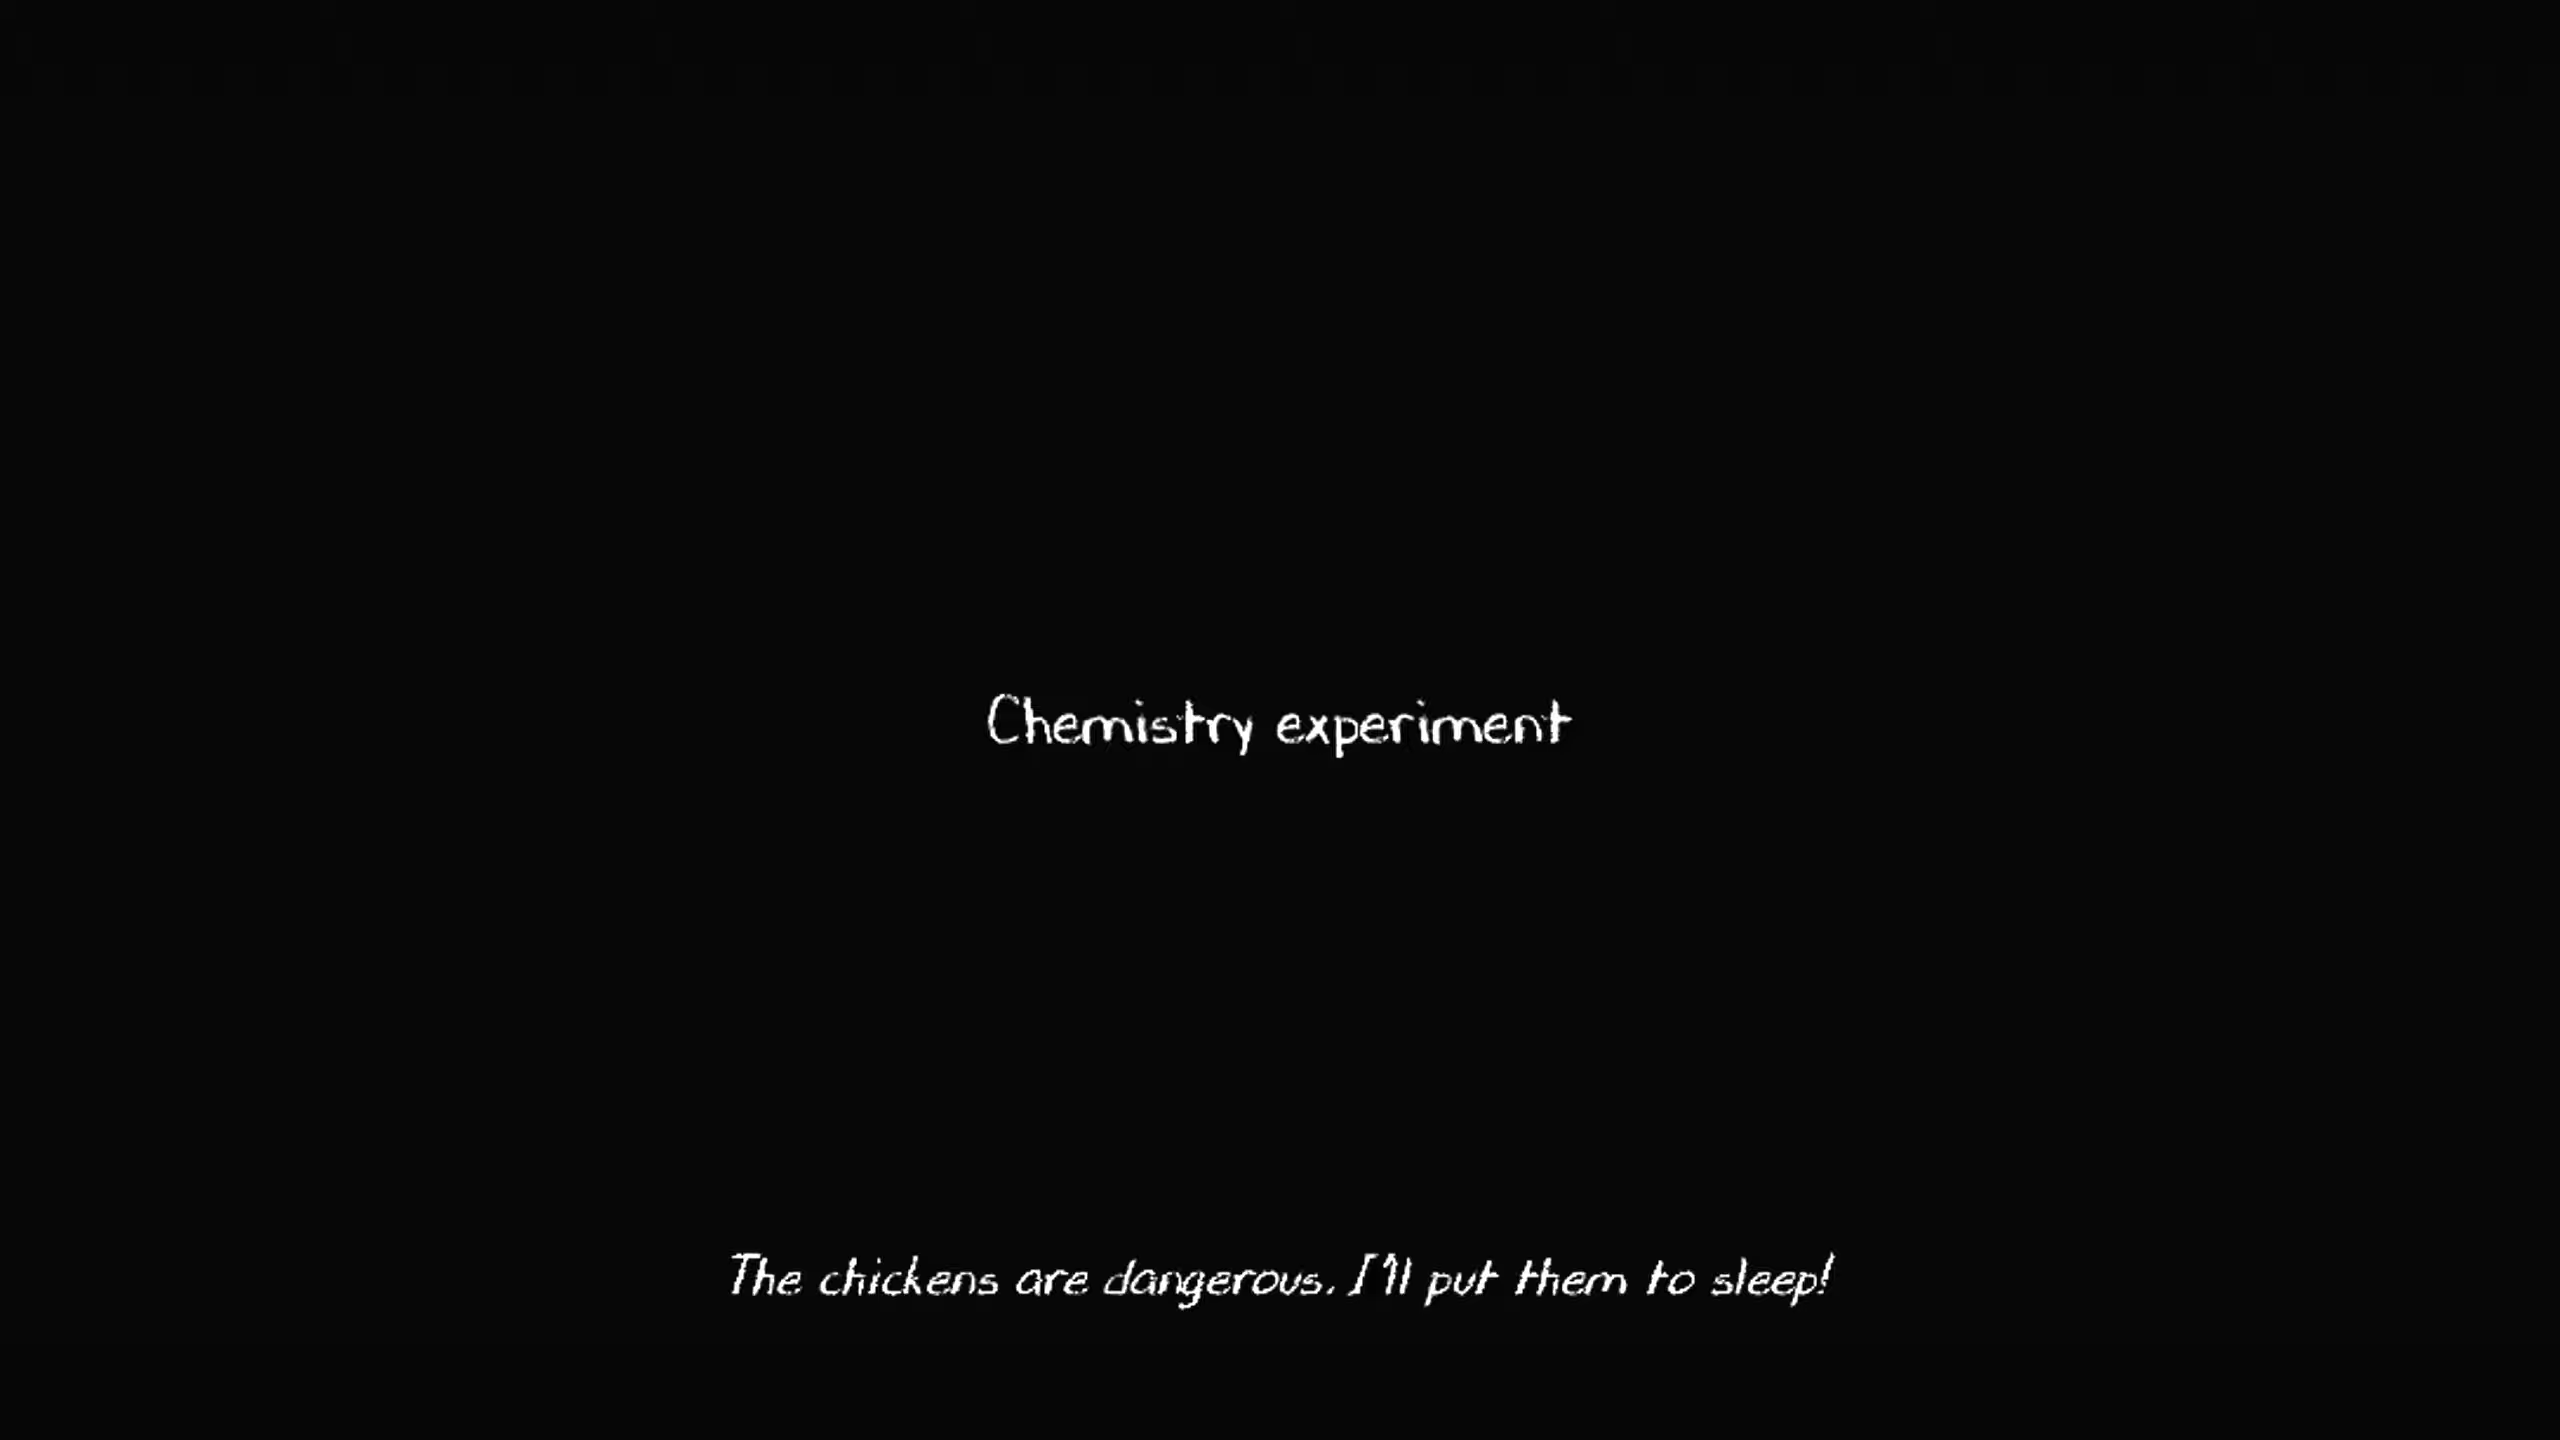 Chemistry experiment
The chickens are dangerous. I'll put them to sleep!